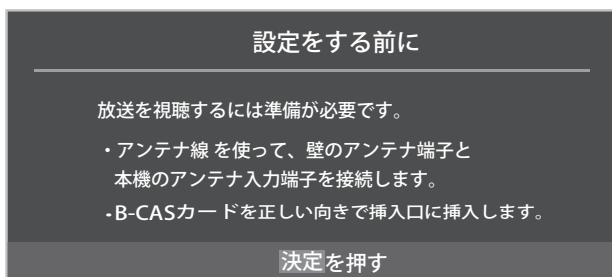 設定をする前に
放送を視聴するには準備が必要です。
・アンテナ線 を使って、壁のアンテナ端子と
本機のアンテナ入力端子を接続します。
・B-CASカードを正しい向きで挿入口に挿入します。
決定を押す